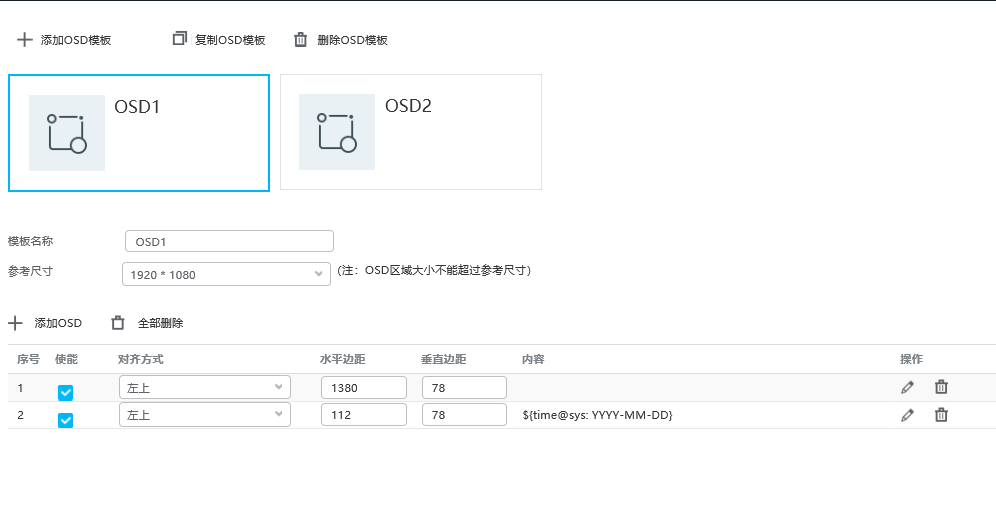 添加OSD模板 复制OSD模板 删除OSD模板
OSD1 OSD2
模板名称 OSD1
参考尺寸 1920 * 1080 (注：OSD区域大小不能超过参考尺寸)
添加OSD 全部删除
序号 使能 对齐方式 水平边距 垂直边距 内容 操作
1 左上 1380 78
2 左上 112 78 ${time@sys: YYYY-MM-DD}